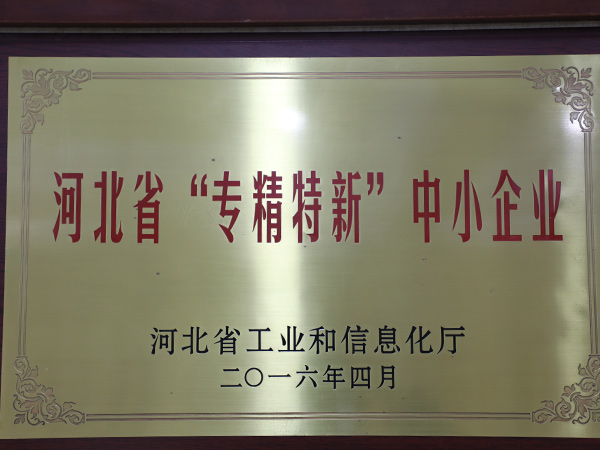 河北省“专精特新”中小企业
河北省工业和信息化厅
二〇一六年四月